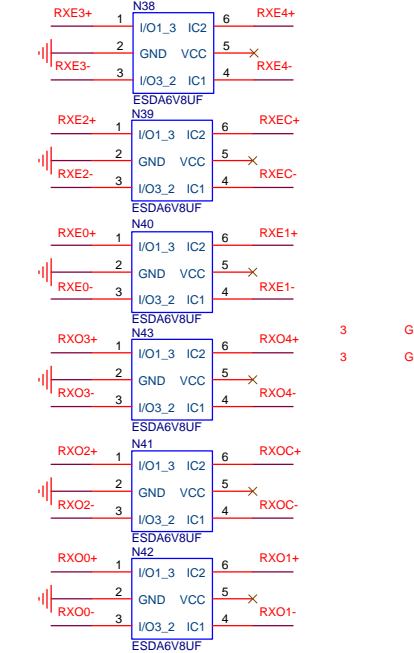 N38
RXE3+ 1 I/O1_3 IC2 6 RXE4+
2 GND VCC 5
RXE3- 3 I/O3_2 IC1 4 RXE4-
ESDA6V8UF
N39
RXE2+ 1 I/O1_3 IC2 6 RXEC+
2 GND VCC 5
RXE2- 3 I/O3_2 IC1 4 RXEC-
ESDA6V8UF
N40
RXE0+ 1 I/O1_3 IC2 6 RXE1+
2 GND VCC 5
RXE0- 3 I/O3_2 IC1 4 RXE1-
ESDA6V8UF
N43
RXO3+ 1 I/O1_3 IC2 6 RXO4+ 3 G
2 GND VCC 5 3 G
RXO3- 3 I/O3_2 IC1 4 RXO4-
ESDA6V8UF
N41
RXO2+ 1 I/O1_3 IC2 6 RXOC+
2 GND VCC 5
RXO2- 3 I/O3_2 IC1 4 RXOC-
ESDA6V8UF
N42
RXO0+ 1 I/O1_3 IC2 6 RXO1+
2 GND VCC 5
RXO0- 3 I/O3_2 IC1 4 RXO1-
ESDA6V8UF